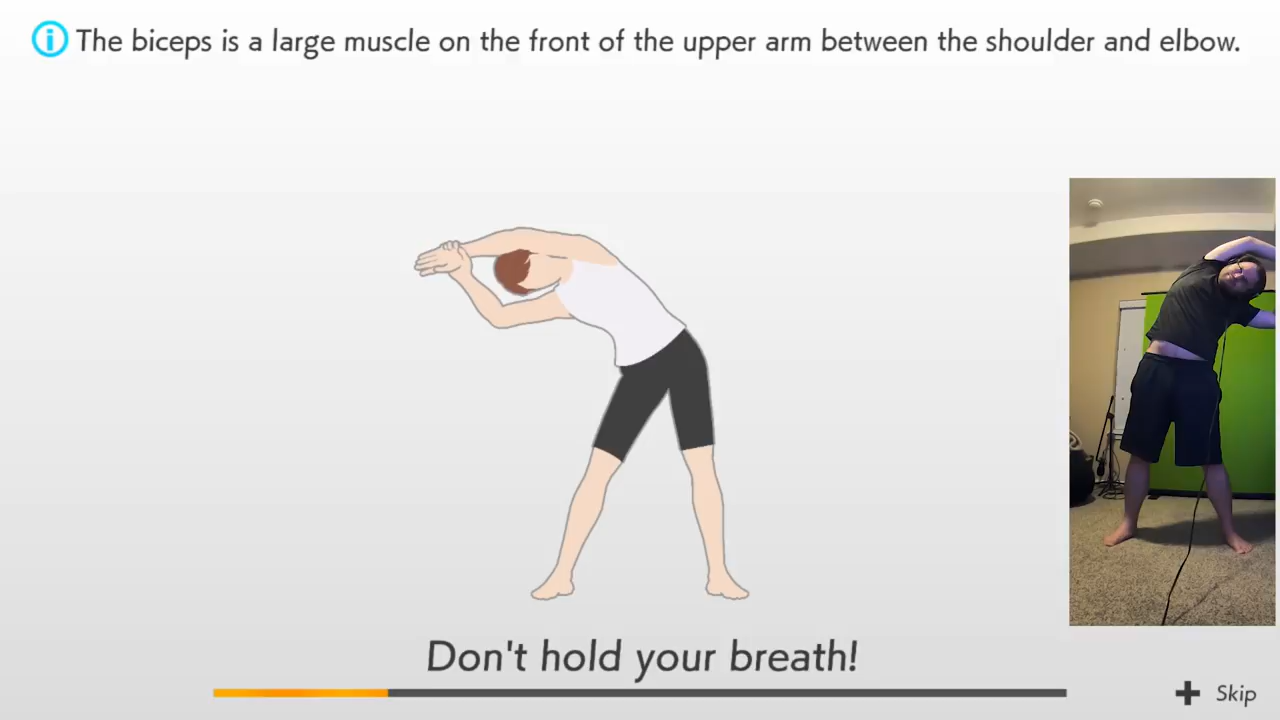 The biceps is a large muscle on the front of the upper arm between the shoulder and elbow.
Don't hold your breath!
Skip